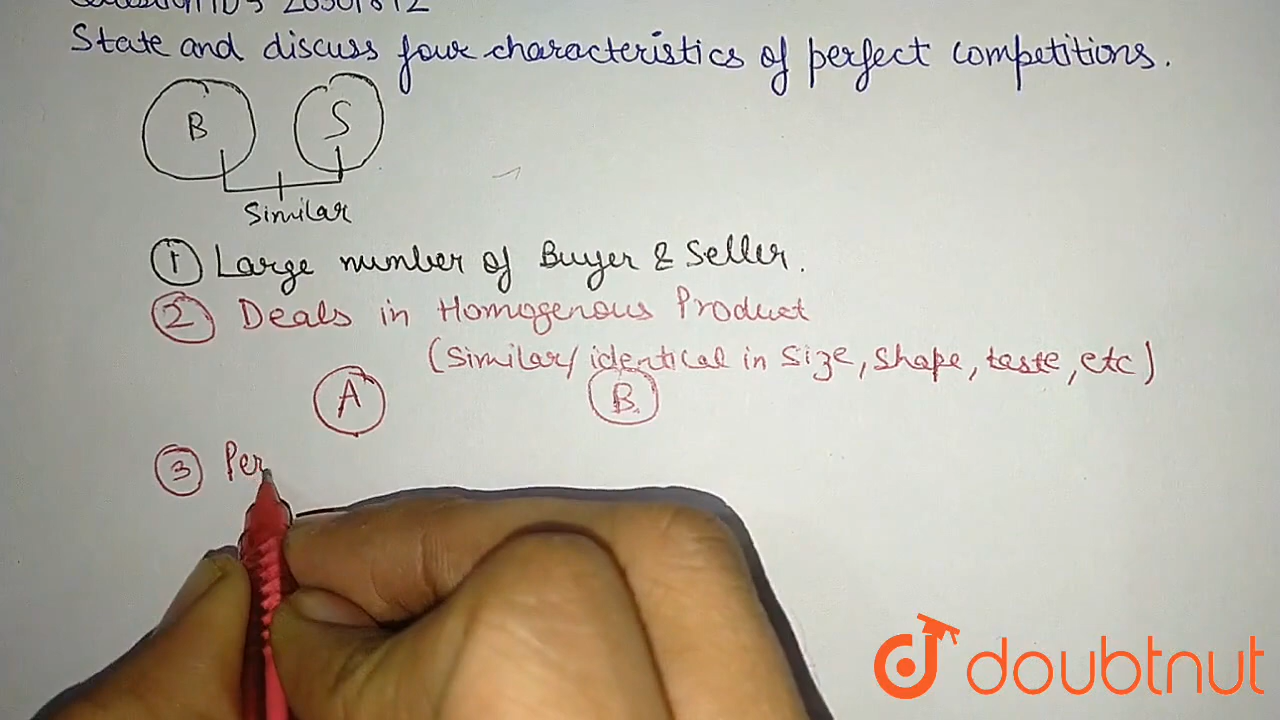 State and discuss four characteristics of perfect competitions.
B S
Similar
1 Large number of Buyer & Seller.
2 Deals in Homogenous Product
(Similar/identical in Size, Shape, taste, etc)
A B.
3 Per
doubtnut